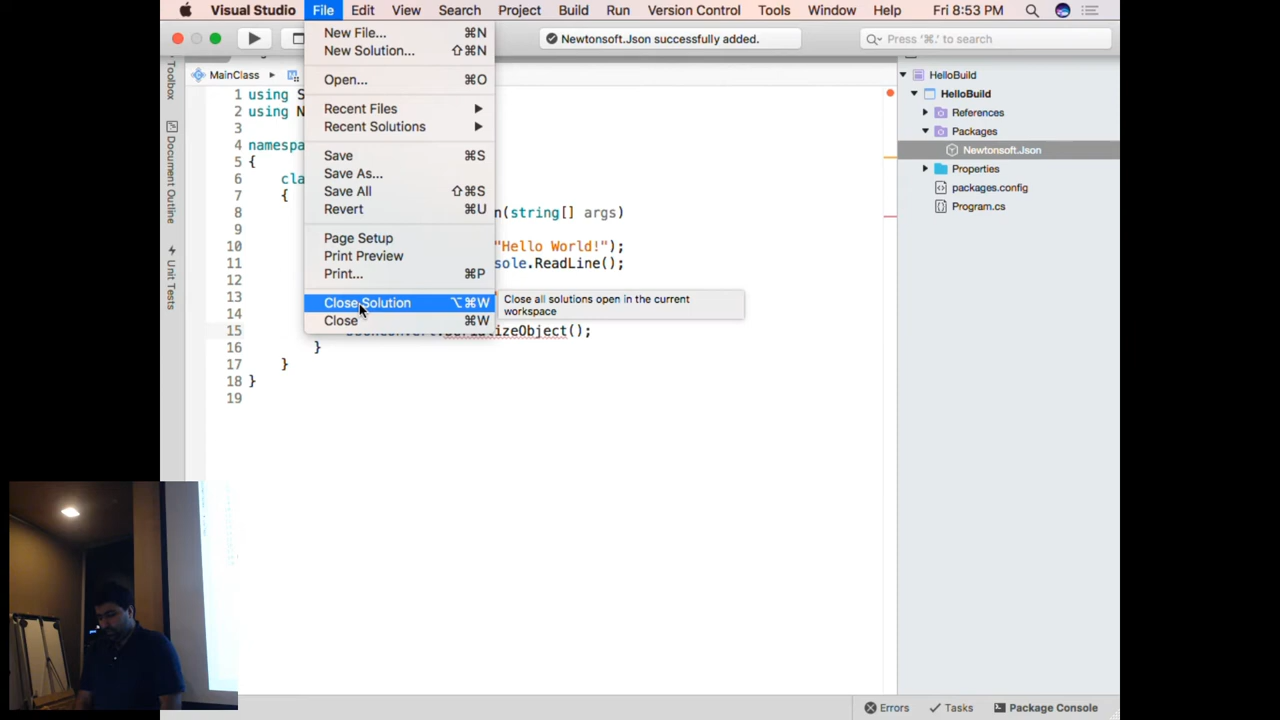 Visual Studio File Edit View Search Project Build Run Version Control Tools Window Help Fri 8:53 PM
Newtonsoft.Json successfully added.
Press '⌘.' to search
New File... ⌘N
New Solution... ⇧⌘N
Open... ⌘O
Recent Files
Recent Solutions
Save ⌘S
Save As...
Save All ⇧⌘S
Revert ⌘U
Page Setup
Print Preview
Print... ⌘P
Close Solution ⌥⌘W
Close ⌘W
Close all solutions open in the current
workspace
Toolbox
Document Outline
Unit Tests
MainClass
1 using S
2 using N
3
4 namespa
5 {
6 cla
7 {
8 n(string[] args)
9
10 "Hello World!");
11 sole.ReadLine();
12
13
14
15 izeObject();
16 }
17 }
18 }
19
HelloBuild
HelloBuild
References
Packages
Newtonsoft.Json
Properties
packages.config
Program.cs
Errors Tasks Package Console